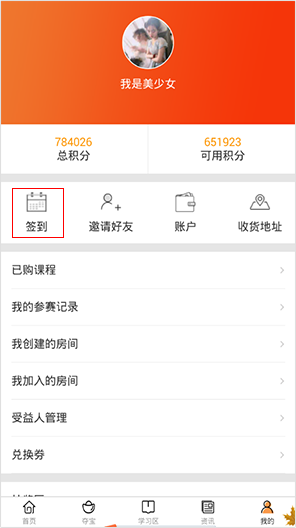 我是美少女
784026 651923
总积分 可用积分
签到 邀请好友 账户 收货地址
已购课程
我的参赛记录
我创建的房间
我加入的房间
受益人管理
兑换券
首页 夺宝 学习区 资讯 我的